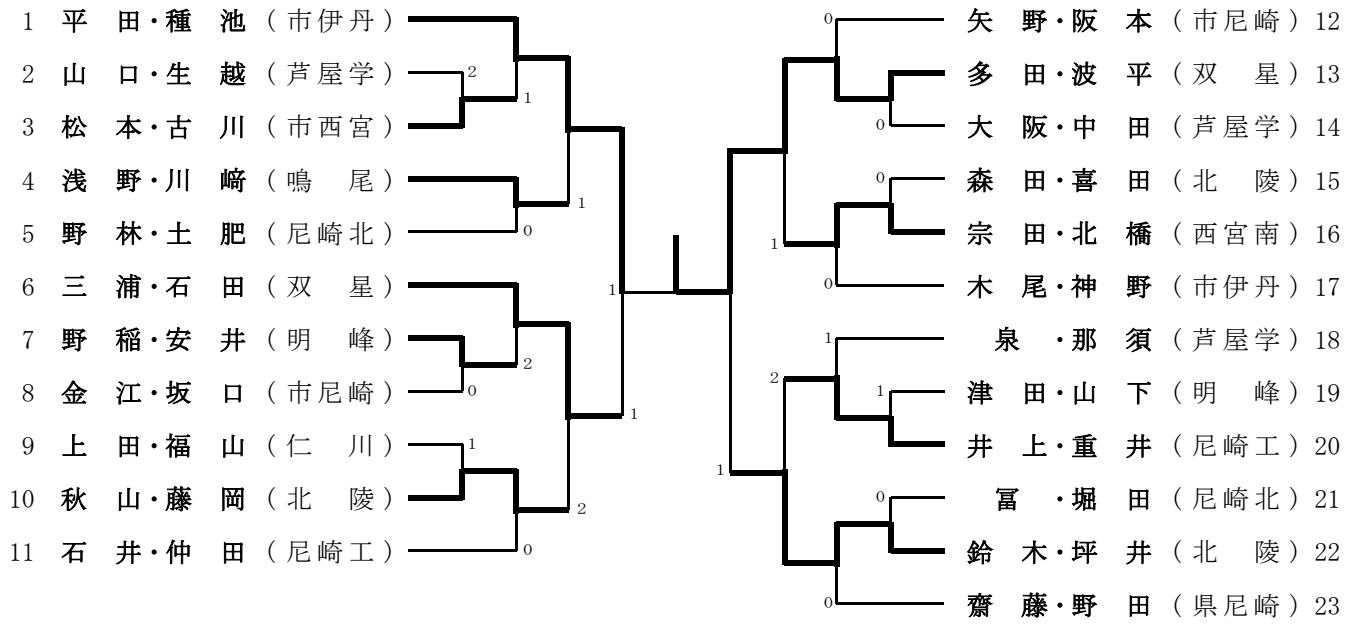 1 平 田・種 池 (市伊丹)
2 山 口・生 越 (芦屋学) 2
1
3 松 本・古 川 (市西宮)
4 浅 野・川 﨑 (鳴 尾)
1
5 野 林・土 肥 (尼崎北) 0
6 三 浦・石 田 (双 星)
1
7 野 稲・安 井 (明 峰)
2
8 金 江・坂 口 (市尼崎) 0
1
9 上 田・福 山 (仁 川) 1
10 秋 山・藤 岡 (北 陵)
2
11 石 井・仲 田 (尼崎工) 0
0 矢 野・阪 本 (市尼崎) 12
多 田・波 平 (双 星) 13
0 大 阪・中 田 (芦屋学) 14
0 森 田・喜 田 (北 陵) 15
宗 田・北 橋 (西宮南) 16
1
0 木 尾・神 野 (市伊丹) 17
1 泉 ・那 須 (芦屋学) 18
2
1 津 田・山 下 (明 峰) 19
井 上・重 井 (尼崎工) 20
1
0 冨 ・堀 田 (尼崎北) 21
鈴 木・坪 井 (北 陵) 22
0 齋 藤・野 田 (県尼崎) 23